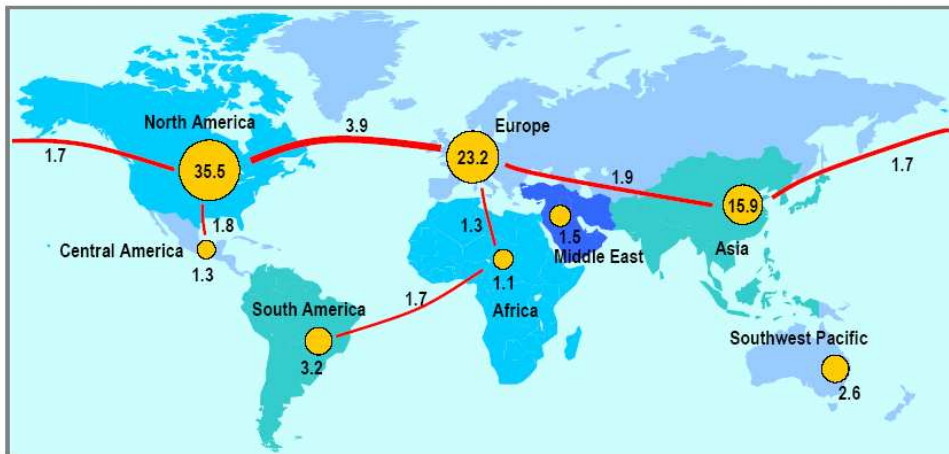 North America
3.9
Europe
1.7
35.5
23.2
1.9
1.7
15.9
1.8
1.3
1.5
Central America
1.3
Middle East
Asia
1.1
South America
1.7
Africa
3.2
Southwest Pacific
2.6